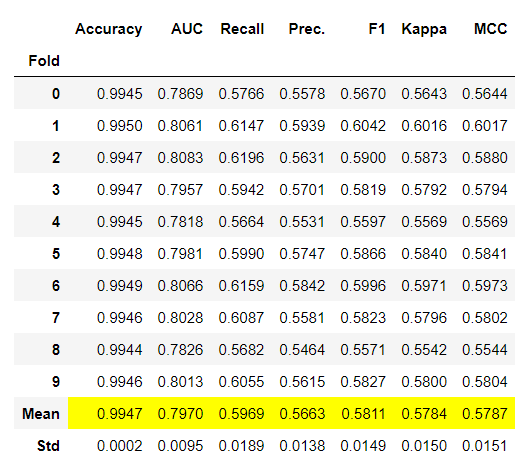 Accuracy AUC Recall Prec. F1 Kappa MCC
Fold
0 0.9945 0.7869 0.5766 0.5578 0.5670 0.5643 0.5644
1 0.9950 0.8061 0.6147 0.5939 0.6042 0.6016 0.6017
2 0.9947 0.8083 0.6196 0.5631 0.5900 0.5873 0.5880
3 0.9947 0.7957 0.5942 0.5701 0.5819 0.5792 0.5794
4 0.9945 0.7818 0.5664 0.5531 0.5597 0.5569 0.5569
5 0.9948 0.7981 0.5990 0.5747 0.5866 0.5840 0.5841
6 0.9949 0.8066 0.6159 0.5842 0.5996 0.5971 0.5973
7 0.9946 0.8028 0.6087 0.5581 0.5823 0.5796 0.5802
8 0.9944 0.7826 0.5682 0.5464 0.5571 0.5542 0.5544
9 0.9946 0.8013 0.6055 0.5615 0.5827 0.5800 0.5804
Mean 0.9947 0.7970 0.5969 0.5663 0.5811 0.5784 0.5787
Std 0.0002 0.0095 0.0189 0.0138 0.0149 0.0150 0.0151